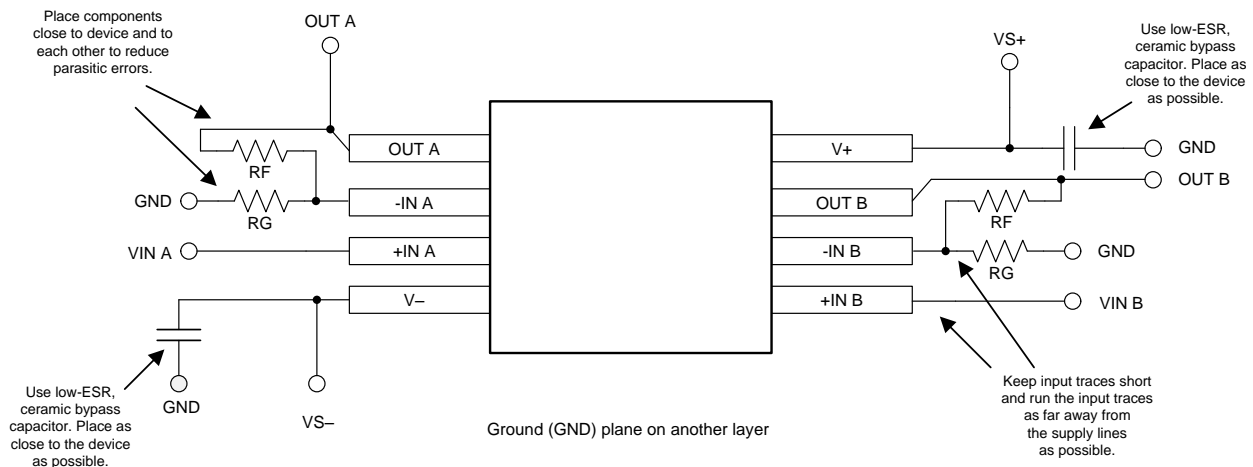 Place components
close to device and to
each other to reduce
parasitic errors.
OUT A
VS+
Use low-ESR,
ceramic bypass
capacitor. Place as
close to the device
as possible.
OUT A
RF
V+
GND
GND
-IN A
RG
OUT B
OUT B
RF
VIN A
+IN A
-IN B
RG
GND
V–
+IN B
VIN B
Use low-ESR,
ceramic bypass
capacitor. Place as
close to the device
as possible.
GND
VS–
Ground (GND) plane on another layer
Keep input traces short
and run the input traces
as far away from
the supply lines
as possible.